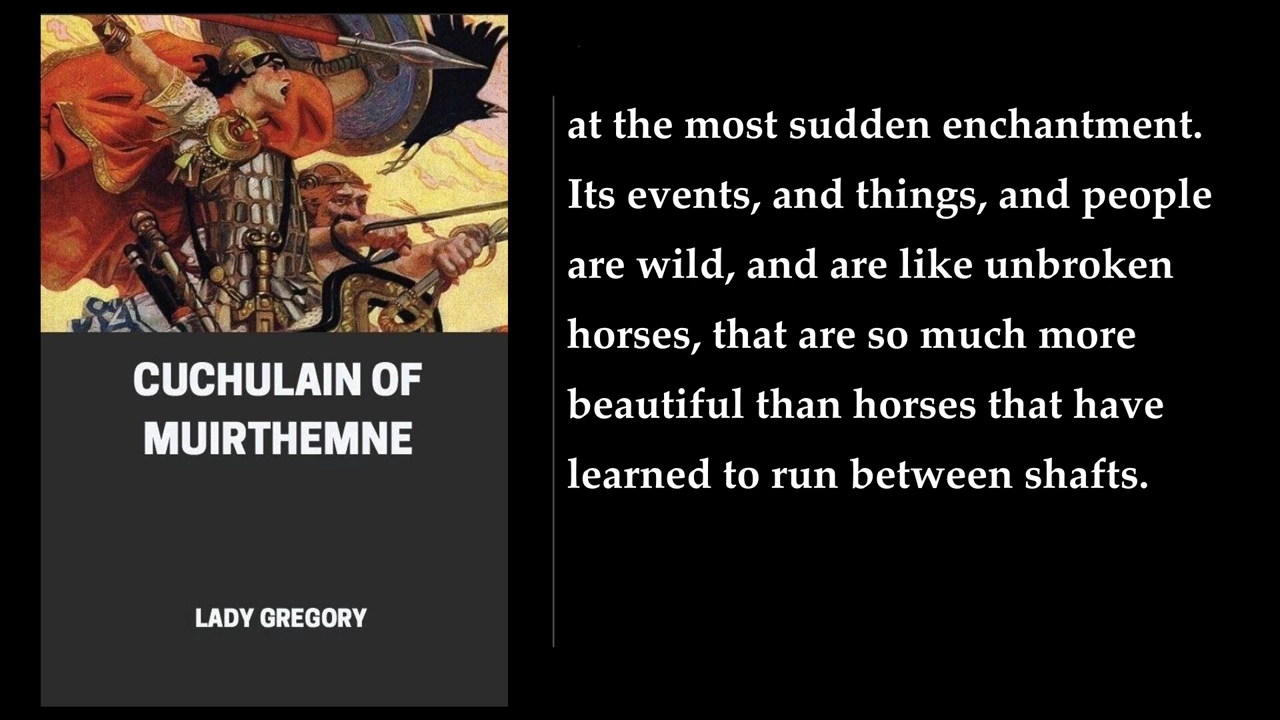 CUCHULAIN OF
MUIRTHEMNE
LADY GREGORY
at the most sudden enchantment.
Its events, and things, and people
are wild, and are like unbroken
horses, that are so much more
beautiful than horses that have
learned to run between shafts.